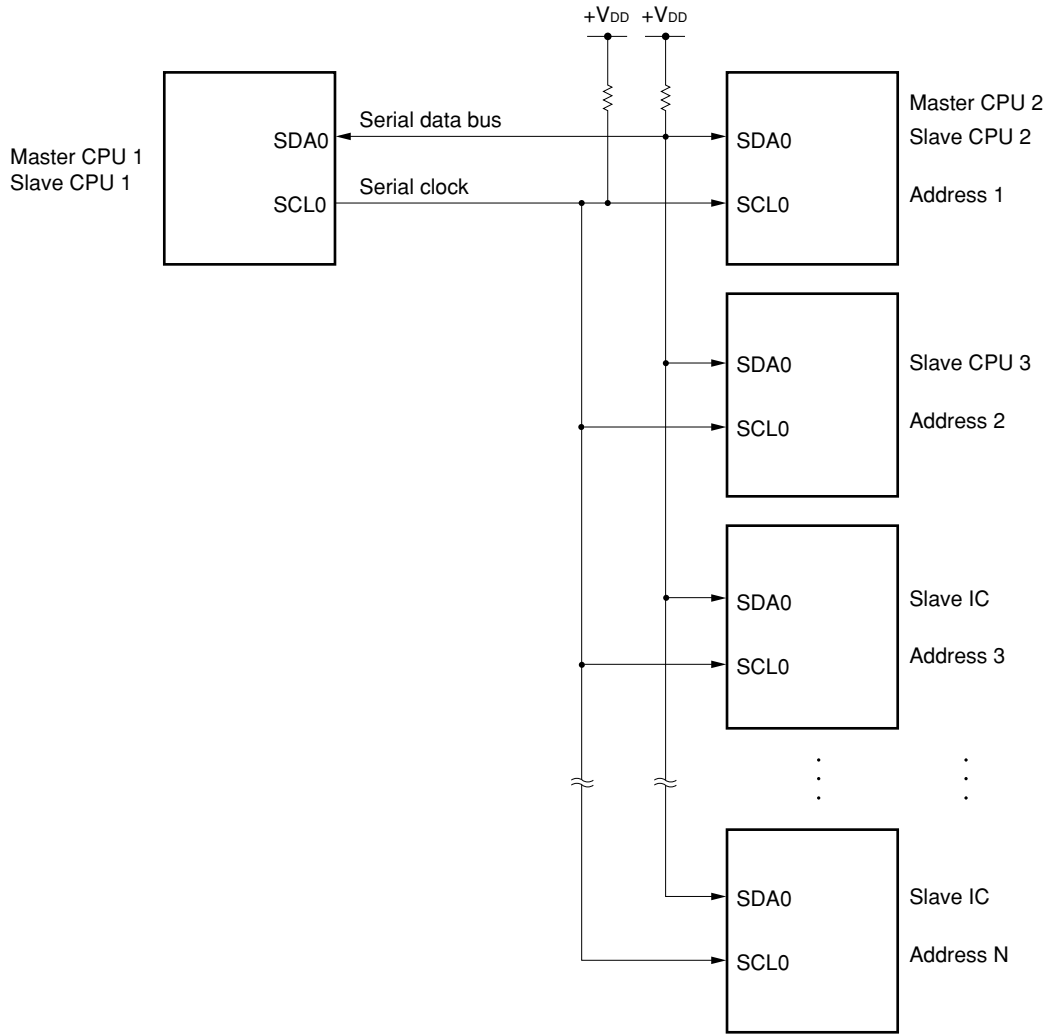 +VDD +VDD
Master CPU 1
Slave CPU 1
SDA0
SCL0
Serial data bus
Serial clock
SDA0
SCL0
Master CPU 2
Slave CPU 2
Address 1
SDA0
SCL0
Slave CPU 3
Address 2
SDA0
SCL0
Slave IC
Address 3
SDA0
SCL0
Slave IC
Address N